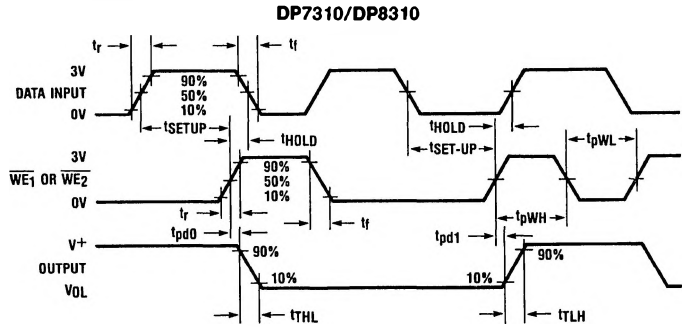 DP7310/DP8310
tr
tf
3V
90%
DATA INPUT
50%
10%
0V
tSETUP
tHOLD
tHOLD
tSET-UP
tpWL
3V
90%
WE1 OR WE2
50%
10%
0V
tr
tf
tpWH
tpd0
tpd1
V+
90%
90%
OUTPUT
10%
10%
VOL
tTHL
tTLH